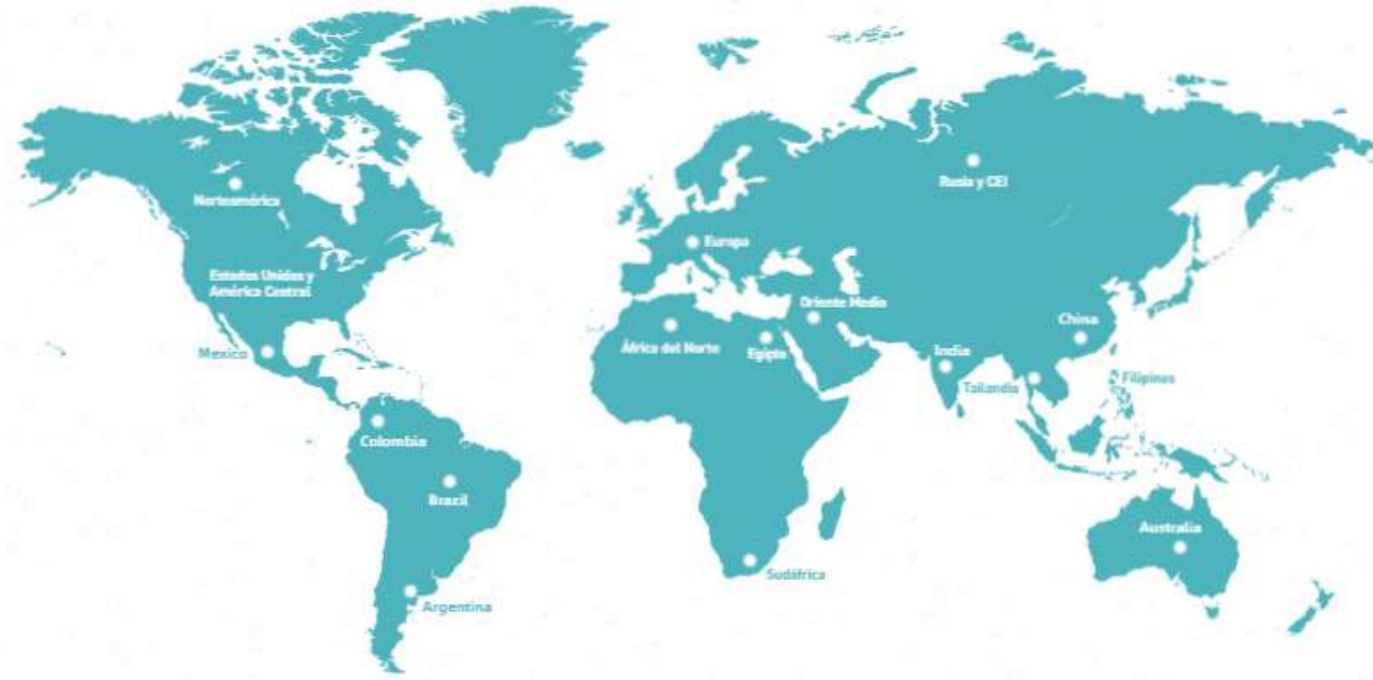 Norteamérica
Rusia y CEI
Europa
Estados Unidos y
América Central
Oriente Medio
China
Mexico
África del Norte
Egipto
India
Tailandia
Filipinas
Colombia
Brazil
Australia
Sudáfrica
Argentina